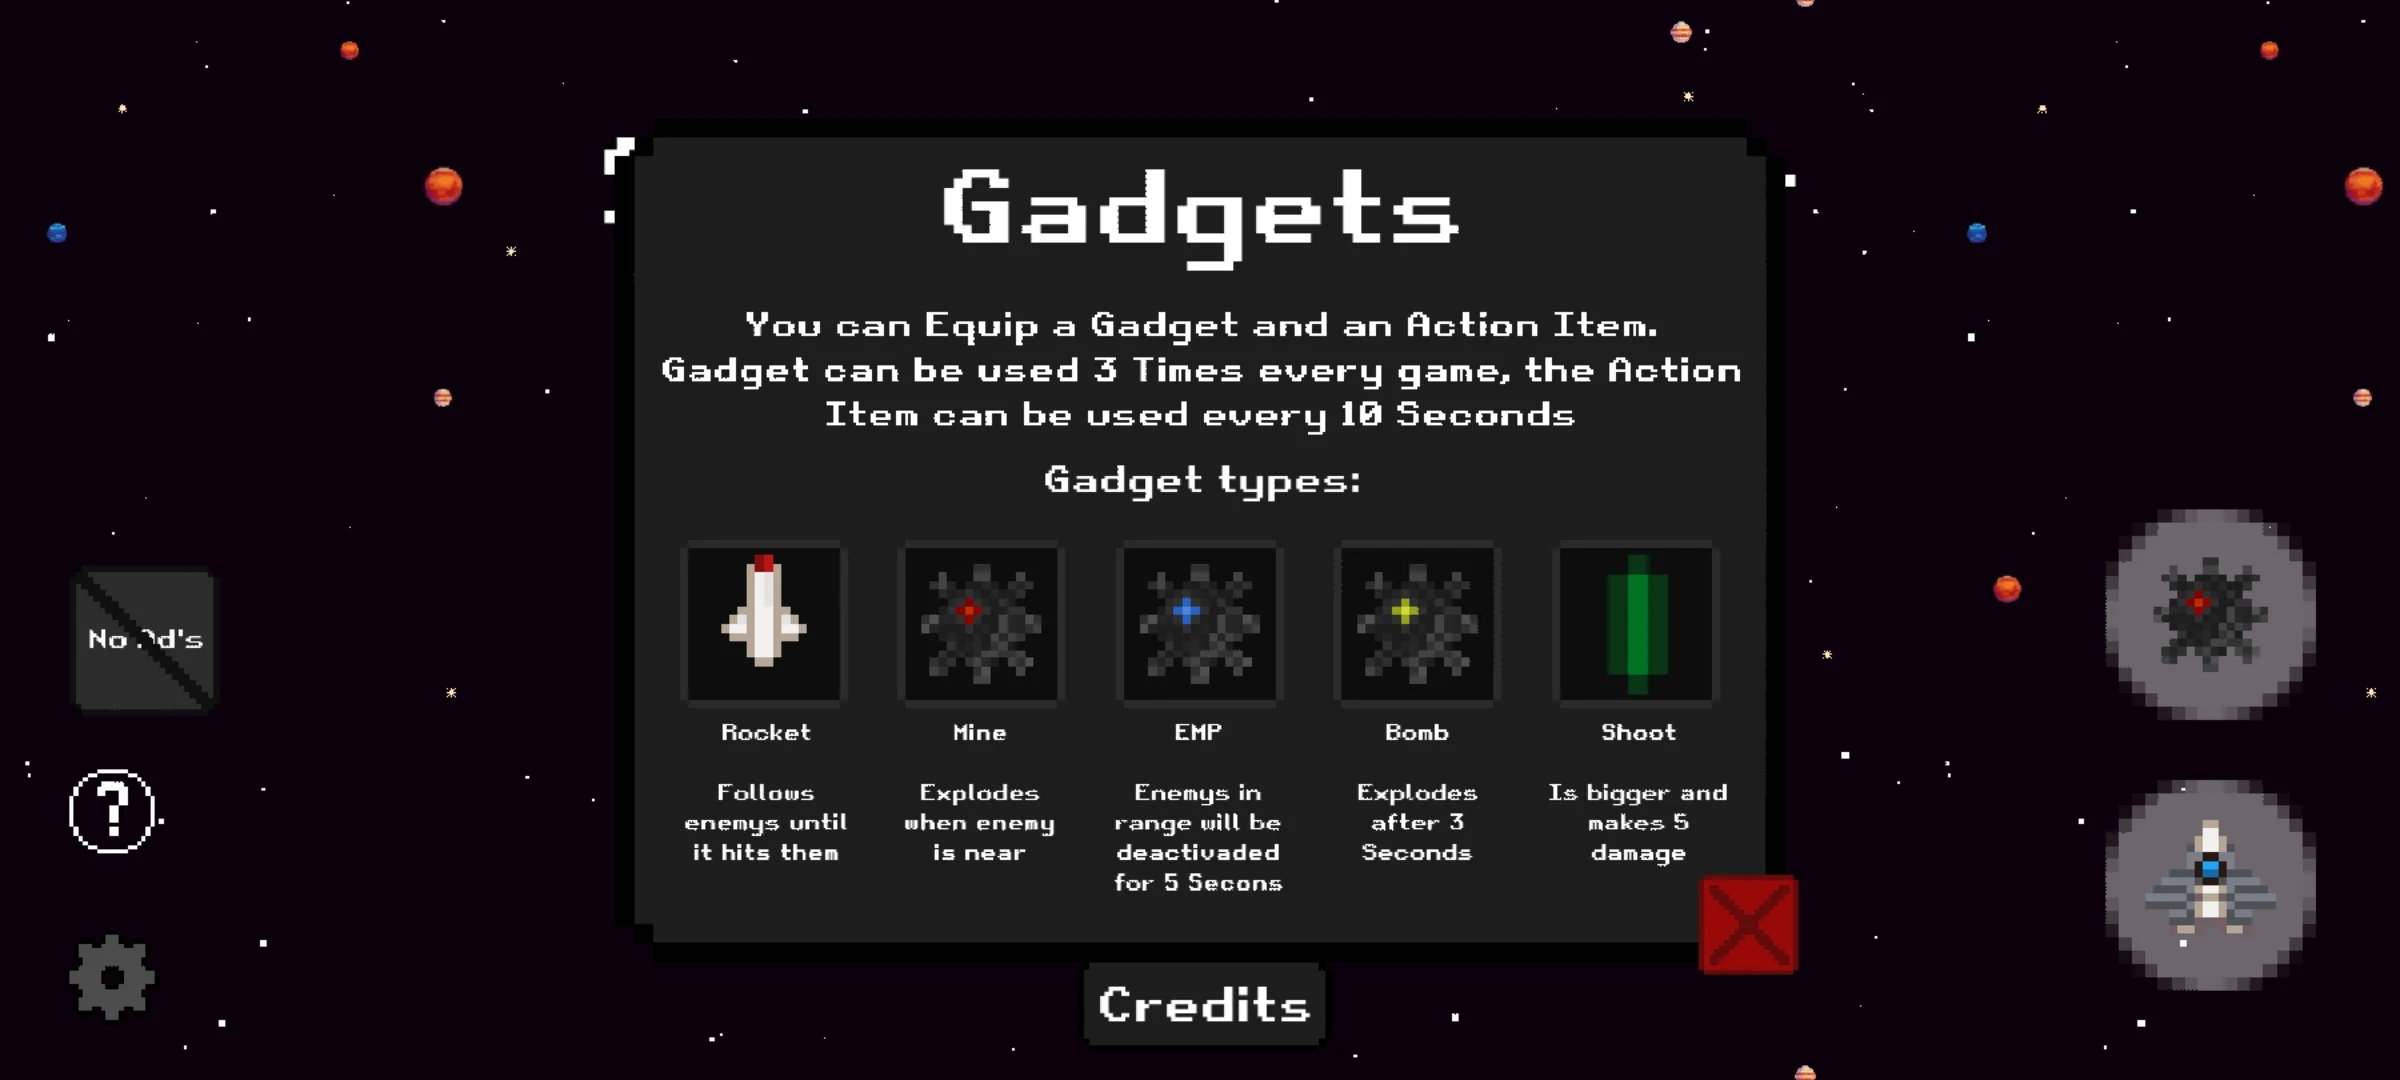 Gadgets
You can Equip a Gadget and an Action Item.
Gadget can be used 3 Times every game, the Action
Item can be used every 10 Seconds
Gadget types:
Rocket
Follows
enemys until
it hits them
Mine
Explodes
when enemy
is near
EMP
Enemys in
range will be
deactivaded
for 5 Secons
Bomb
Explodes
after 3
Seconds
Shoot
Is bigger and
makes 5
damage
No Ad's
?
Credits